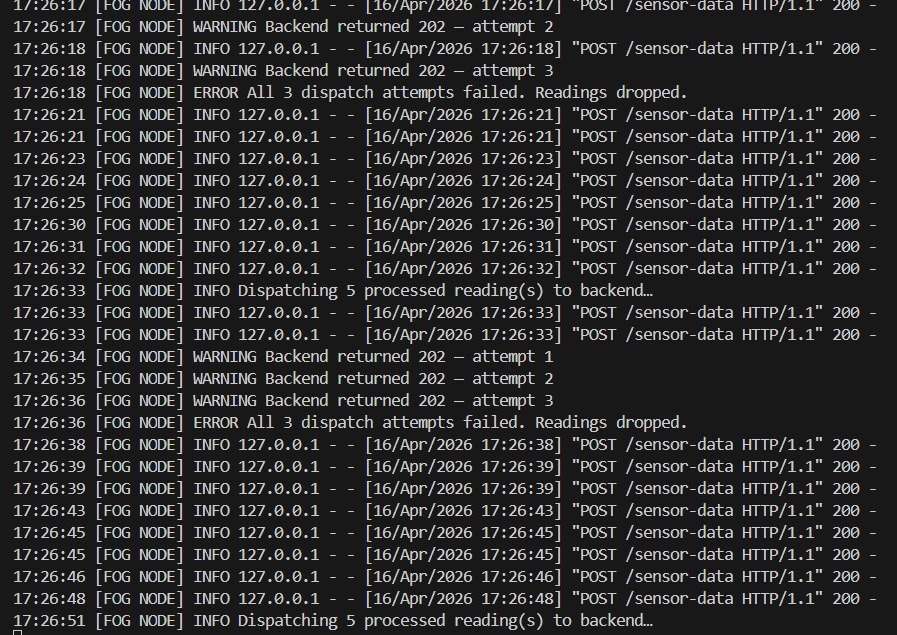 17:26:17 [FOG NODE] INFO 127.0.0.1 - - [16/Apr/2026 17:26:17] "POST /sensor-data HTTP/1.1" 200 -
17:26:17 [FOG NODE] WARNING Backend returned 202 — attempt 2
17:26:18 [FOG NODE] INFO 127.0.0.1 - - [16/Apr/2026 17:26:18] "POST /sensor-data HTTP/1.1" 200 -
17:26:18 [FOG NODE] WARNING Backend returned 202 — attempt 3
17:26:18 [FOG NODE] ERROR All 3 dispatch attempts failed. Readings dropped.
17:26:21 [FOG NODE] INFO 127.0.0.1 - - [16/Apr/2026 17:26:21] "POST /sensor-data HTTP/1.1" 200 -
17:26:21 [FOG NODE] INFO 127.0.0.1 - - [16/Apr/2026 17:26:21] "POST /sensor-data HTTP/1.1" 200 -
17:26:23 [FOG NODE] INFO 127.0.0.1 - - [16/Apr/2026 17:26:23] "POST /sensor-data HTTP/1.1" 200 -
17:26:24 [FOG NODE] INFO 127.0.0.1 - - [16/Apr/2026 17:26:24] "POST /sensor-data HTTP/1.1" 200 -
17:26:25 [FOG NODE] INFO 127.0.0.1 - - [16/Apr/2026 17:26:25] "POST /sensor-data HTTP/1.1" 200 -
17:26:30 [FOG NODE] INFO 127.0.0.1 - - [16/Apr/2026 17:26:30] "POST /sensor-data HTTP/1.1" 200 -
17:26:31 [FOG NODE] INFO 127.0.0.1 - - [16/Apr/2026 17:26:31] "POST /sensor-data HTTP/1.1" 200 -
17:26:32 [FOG NODE] INFO 127.0.0.1 - - [16/Apr/2026 17:26:32] "POST /sensor-data HTTP/1.1" 200 -
17:26:33 [FOG NODE] INFO Dispatching 5 processed reading(s) to backend…
17:26:33 [FOG NODE] INFO 127.0.0.1 - - [16/Apr/2026 17:26:33] "POST /sensor-data HTTP/1.1" 200 -
17:26:33 [FOG NODE] INFO 127.0.0.1 - - [16/Apr/2026 17:26:33] "POST /sensor-data HTTP/1.1" 200 -
17:26:34 [FOG NODE] WARNING Backend returned 202 — attempt 1
17:26:35 [FOG NODE] WARNING Backend returned 202 — attempt 2
17:26:36 [FOG NODE] WARNING Backend returned 202 — attempt 3
17:26:36 [FOG NODE] ERROR All 3 dispatch attempts failed. Readings dropped.
17:26:38 [FOG NODE] INFO 127.0.0.1 - - [16/Apr/2026 17:26:38] "POST /sensor-data HTTP/1.1" 200 -
17:26:39 [FOG NODE] INFO 127.0.0.1 - - [16/Apr/2026 17:26:39] "POST /sensor-data HTTP/1.1" 200 -
17:26:39 [FOG NODE] INFO 127.0.0.1 - - [16/Apr/2026 17:26:39] "POST /sensor-data HTTP/1.1" 200 -
17:26:43 [FOG NODE] INFO 127.0.0.1 - - [16/Apr/2026 17:26:43] "POST /sensor-data HTTP/1.1" 200 -
17:26:45 [FOG NODE] INFO 127.0.0.1 - - [16/Apr/2026 17:26:45] "POST /sensor-data HTTP/1.1" 200 -
17:26:45 [FOG NODE] INFO 127.0.0.1 - - [16/Apr/2026 17:26:45] "POST /sensor-data HTTP/1.1" 200 -
17:26:46 [FOG NODE] INFO 127.0.0.1 - - [16/Apr/2026 17:26:46] "POST /sensor-data HTTP/1.1" 200 -
17:26:48 [FOG NODE] INFO 127.0.0.1 - - [16/Apr/2026 17:26:48] "POST /sensor-data HTTP/1.1" 200 -
17:26:51 [FOG NODE] INFO Dispatching 5 processed reading(s) to backend…